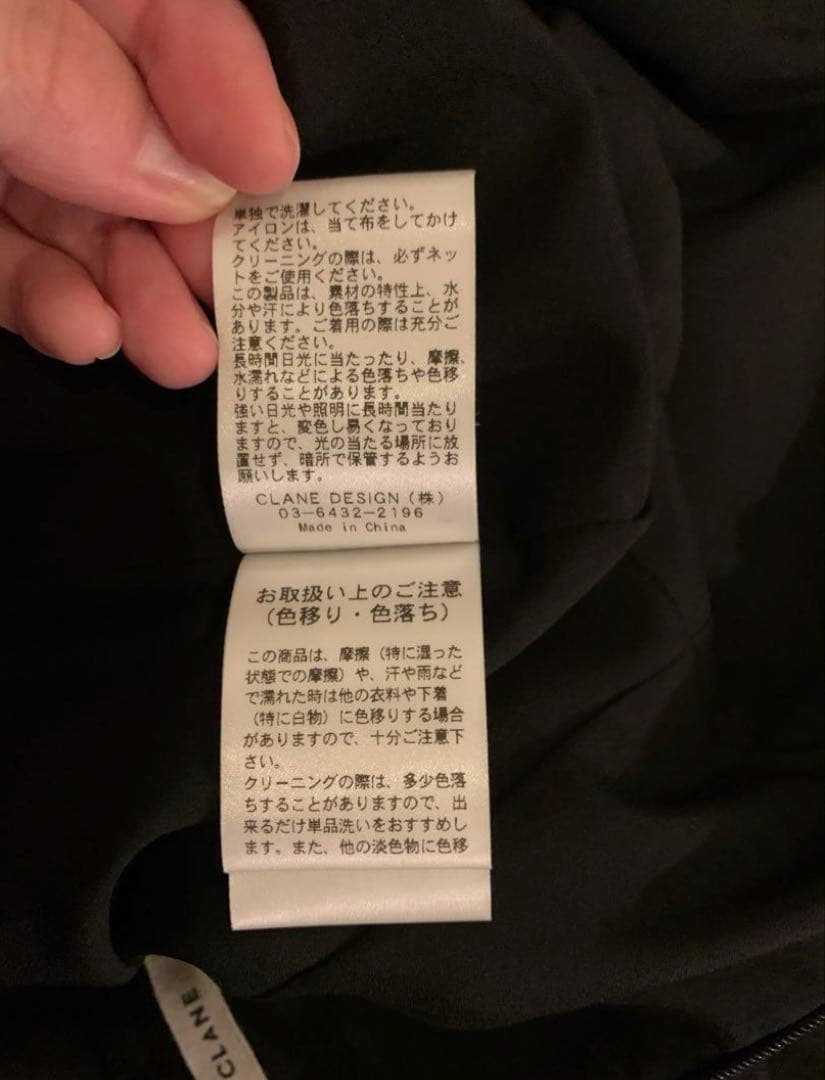 単独で洗濯してください。
アイロンは、当て布をしてかけ
てください。
クリーニングの際は、必ずネッ
トをご使用ください。
この製品は、素材の特性上、水
分や汗により色落ちすることが
あります。ご着用の際は充分ご
注意ください。
長時間日光に当たったり、摩擦、
水濡れなどによる色落ちや色移
りすることがあります。
強い日光や照明に長時間当たり
ますと、変色し易くなっており
ますので、光の当たる場所に放
置せず、暗所で保管するようお
願いします。
CLANE DESIGN（株）
03-6432-2196
Made in China
お取扱い上のご注意
（色移り・色落ち）
この商品は、摩擦（特に湿った
状態での摩擦）や、汗や雨など
で濡れた時は他の衣料や下着
（特に白物）に色移りする場合
がありますので、十分ご注意下
さい。
クリーニングの際は、多少色落
ちすることがありますので、出
来るだけ単品洗いをおすすめし
ます。また、他の淡色物に色移
CLANE